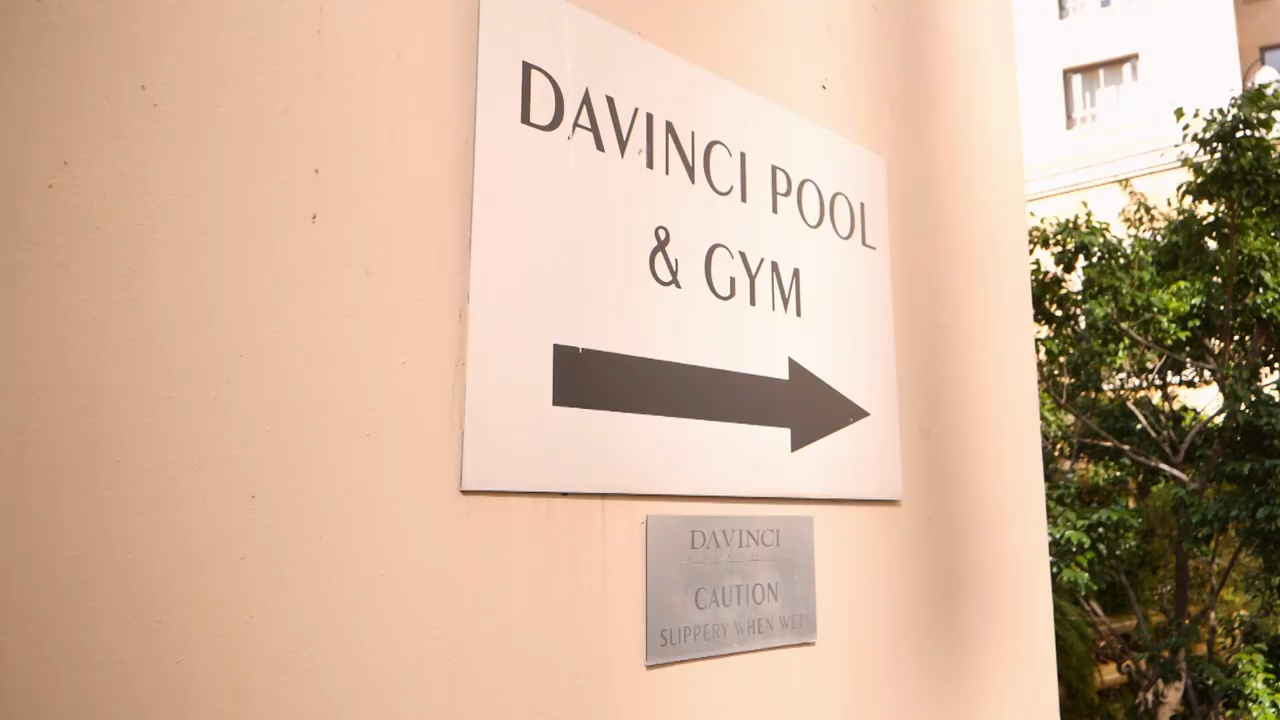 DAVINCI POOL
& GYM
DAVINCI
CAUTION
SLIPPERY WHEN WET